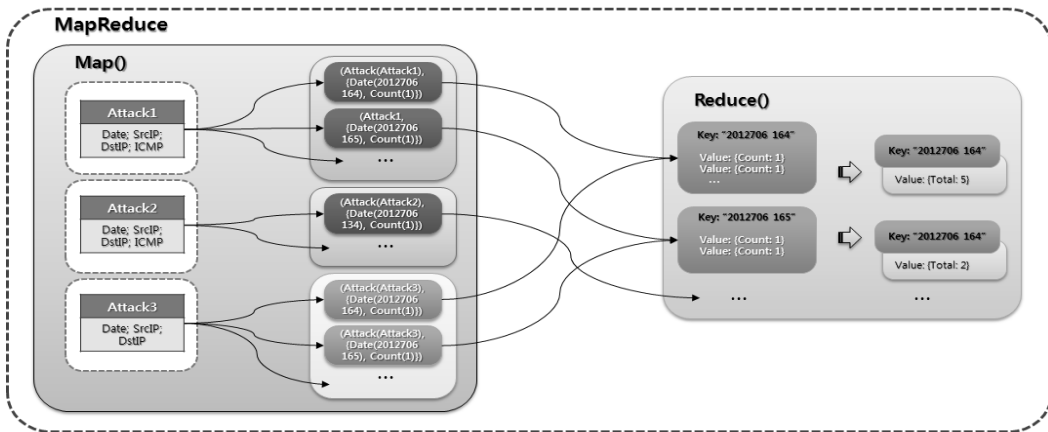 MapReduce
Map()
Attack1
Date; SrcIP;
DstIP; ICMP
Attack2
Date; SrcIP;
DstIP; ICMP
Attack3
Date; SrcIP;
DstIP
(Attack(Attack1),
{Date(2012706
164), Count(1)})
(Attack1,
{Date(2012706
165), Count(1)})
...
(Attack(Attack2),
{Date(2012706
134), Count(1)})
...
(Attack(Attack3),
{Date(2012706
164), Count(1)})
(Attack(Attack3),
{Date(2012706
165), Count(1)})
...
Reduce()
Key: "2012706 164"
Value: {Count: 1}
Value: {Count: 1}
...
Key: "2012706 164"
Value: {Total: 5}
Key: "2012706 165"
Value: {Count: 1}
Value: {Count: 1}
Key: "2012706 164"
Value: {Total: 2}
...
...